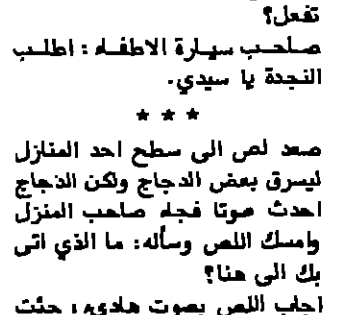 تفعل؟
صاحب سيارة الاطفاء : اطلب
النجدة يا سيدي.
* * *
صعد لص الى سطح احد المنازل
ليسرق بعض الدجاج ولكن الدجاج
احدث صوتا فجاء صاحب المنزل
وامسك اللص وسأله : ما الذي اتى
بك الى هنا؟
اجاب اللص بصوت هادىء : جئت